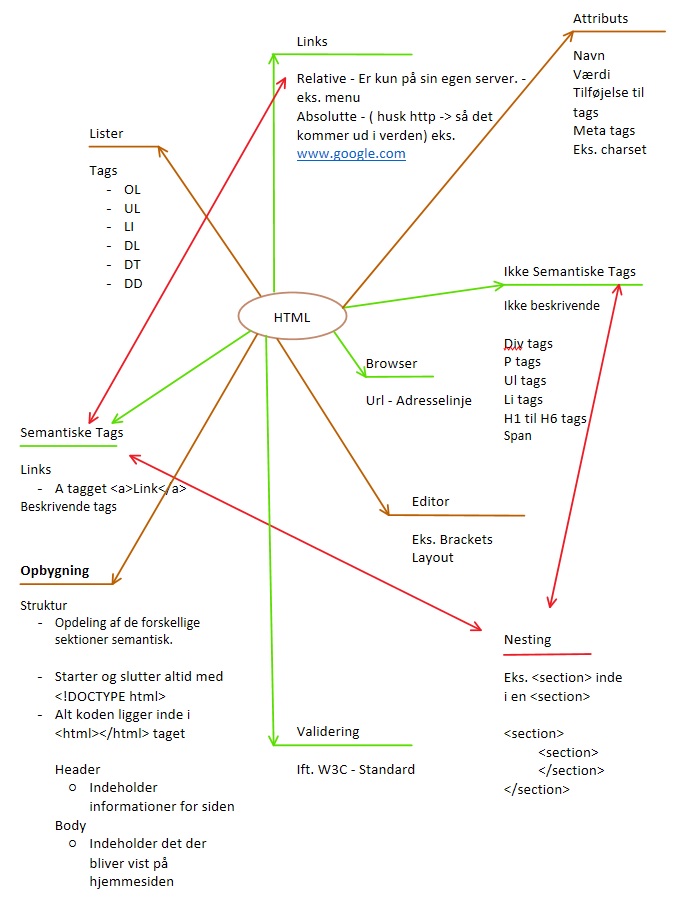 Attributs
Navn
Værdi
Tilføjelse til
tags
Meta tags
Eks. charset
Links
Relative - Er kun på sin egen server. -
eks. menu
Absolutte - ( husk http -> så det
kommer ud i verden) eks.
www.google.com
Lister
Tags
- OL
- UL
- LI
- DL
- DT
- DD
HTML
Ikke Semantiske Tags
Ikke beskrivende
Div tags
P tags
Ul tags
Li tags
H1 til H6 tags
Span
Browser
Url - Adresselinje
Semantiske Tags
Links
- A tagget <a>Link</a>
Beskrivende tags
Editor
Eks. Brackets
Layout
Opbygning
Struktur
- Opdeling af de forskellige
sektioner semantisk.
- Starter og slutter altid med
<!DOCTYPE html>
- Alt koden ligger inde i
<html></html> taget
Header
o Indeholder
informationer for siden
Body
o Indeholder det der
bliver vist på
hjemmesiden
Nesting
Eks. <section> inde
i en <section>
<section>
<section>
</section>
</section>
Validering
Ift. W3C - Standard